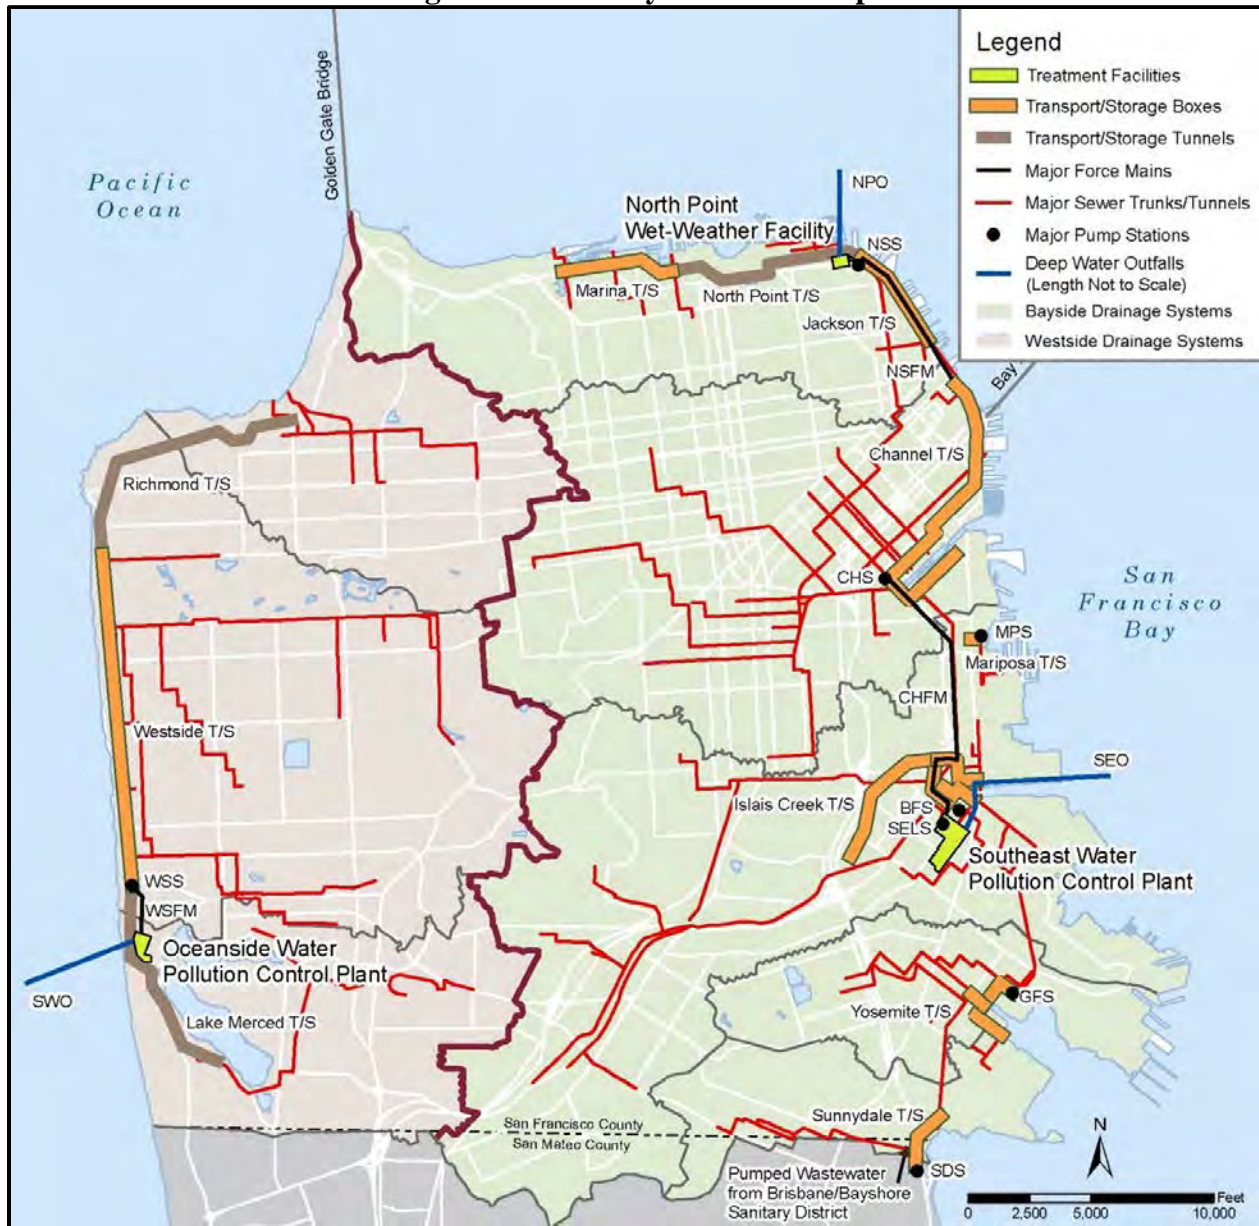 Legend
Treatment Facilities
Transport/Storage Boxes
Transport/Storage Tunnels
Major Force Mains
Major Sewer Trunks/Tunnels
Major Pump Stations
Deep Water Outfalls
(Length Not to Scale)
Bayside Drainage Systems
Westside Drainage Systems
Golden Gate Bridge
Pacific
Ocean
NPO
North Point
Wet-Weather Facility
NSS
Marina T/S
North Point T/S
Jackson T/S
NSFM
Bay
Channel T/S
Richmond T/S
CHS
San
Francisco
Bay
MPS
Mariposa T/S
CHFM
Westside T/S
SEO
Islais Creek T/S
BFS
SELS
Southeast Water
Pollution Control Plant
WSS
WSFM
Oceanside Water
Pollution Control Plant
SWO
Lake Merced T/S
GFS
Yosemite T/S
Sunnydale T/S
San Francisco County
San Mateo County
SDS
Pumped Wastewater
from Brisbane/Bayshore
Sanitary District
N
Feet
0 2,500 5,000 10,000